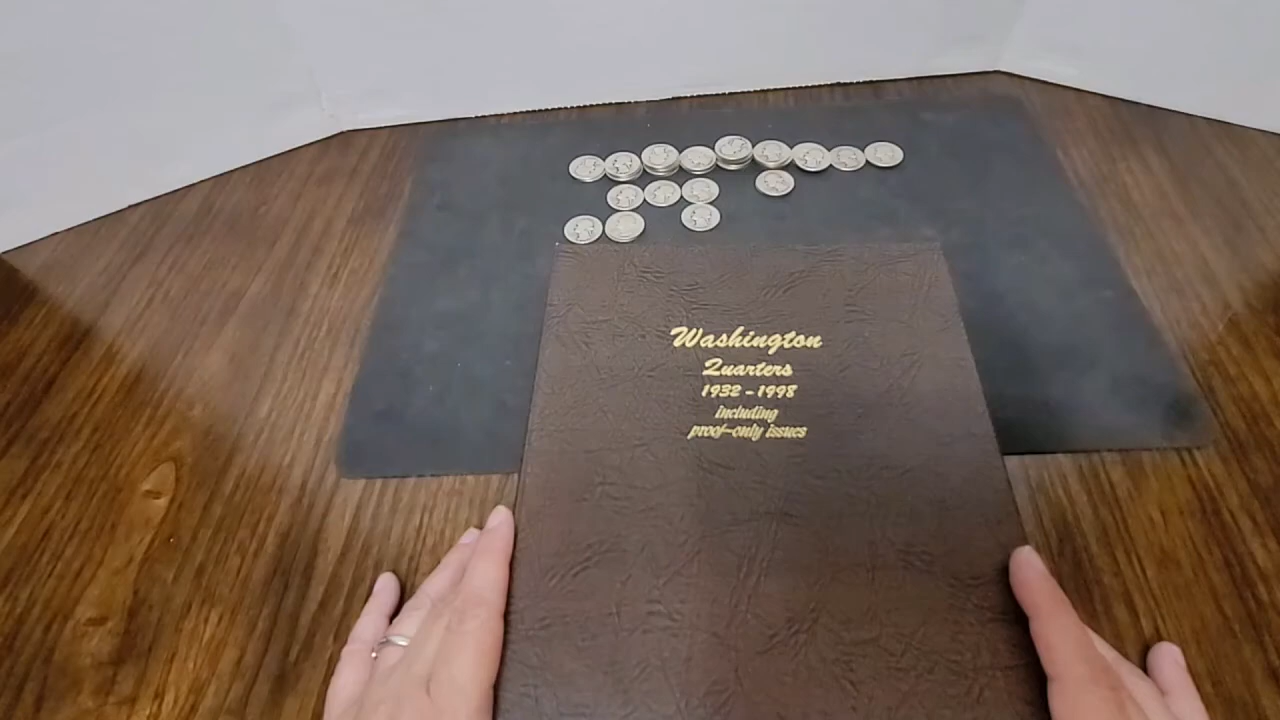 Washington
Quarters
1932-1998
including
proof-only issues